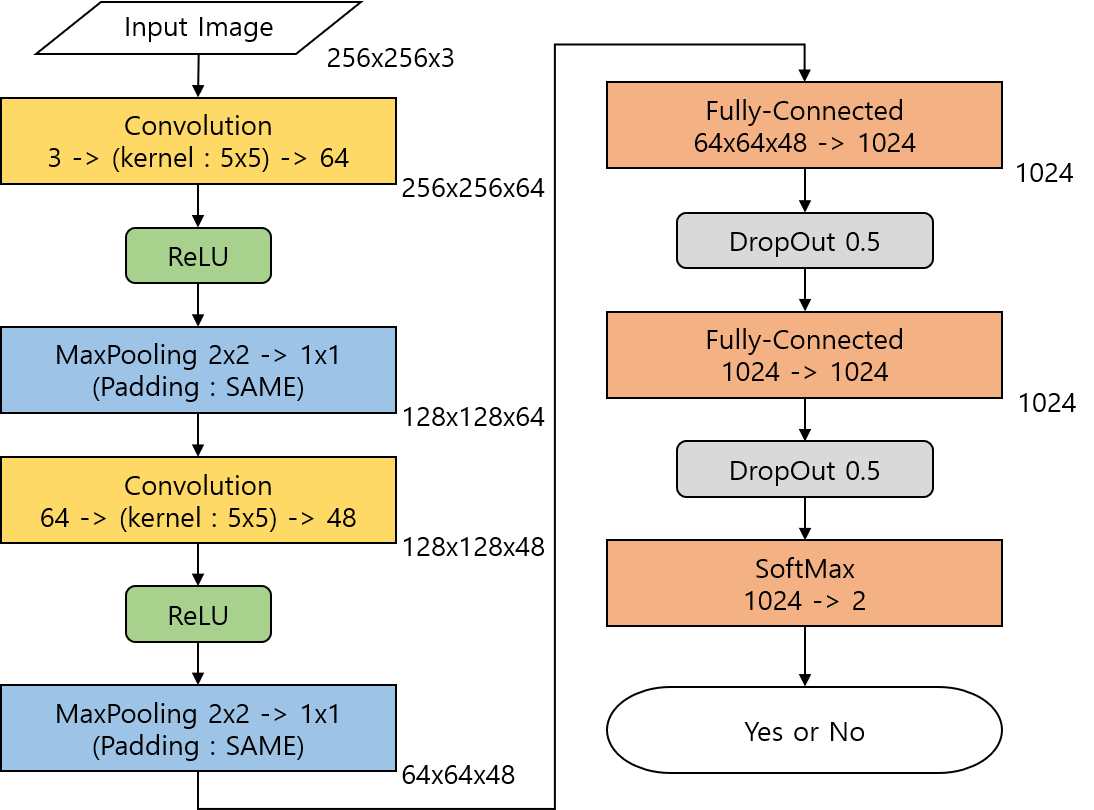 Input Image
256x256x3
Convolution
3 -> (kernel : 5x5) -> 64
256x256x64
ReLU
MaxPooling 2x2 -> 1x1
(Padding : SAME)
128x128x64
Convolution
64 -> (kernel : 5x5) -> 48
128x128x48
ReLU
MaxPooling 2x2 -> 1x1
(Padding : SAME)
64x64x48
Fully-Connected
64x64x48 -> 1024
1024
DropOut 0.5
Fully-Connected
1024 -> 1024
1024
DropOut 0.5
SoftMax
1024 -> 2
Yes or No